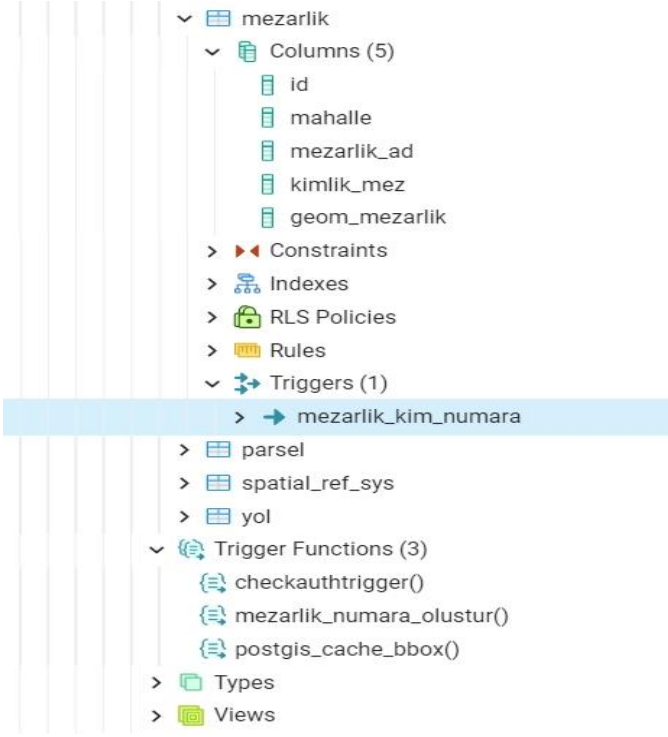 mezarlik
Columns (5)
id
mahalle
mezarlik_ad
kimlik_mez
geom_mezarlik
Constraints
Indexes
RLS Policies
Rules
Triggers (1)
mezarlik_kim_numara
parsel
spatial_ref_sys
yol
Trigger Functions (3)
checkauthtrigger()
mezarlik_numara_olustur()
postgis_cache_bbox()
Types
Views